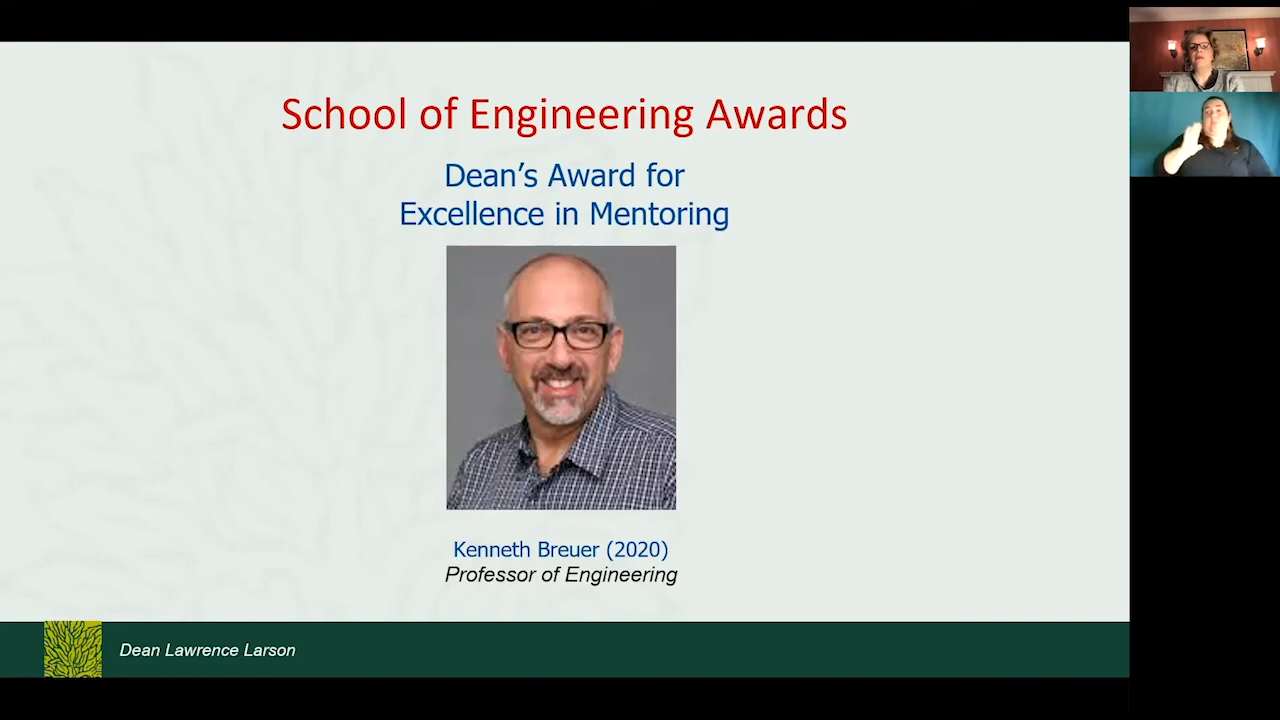 School of Engineering Awards
Dean’s Award for
Excellence in Mentoring
Kenneth Breuer (2020)
Professor of Engineering
Dean Lawrence Larson